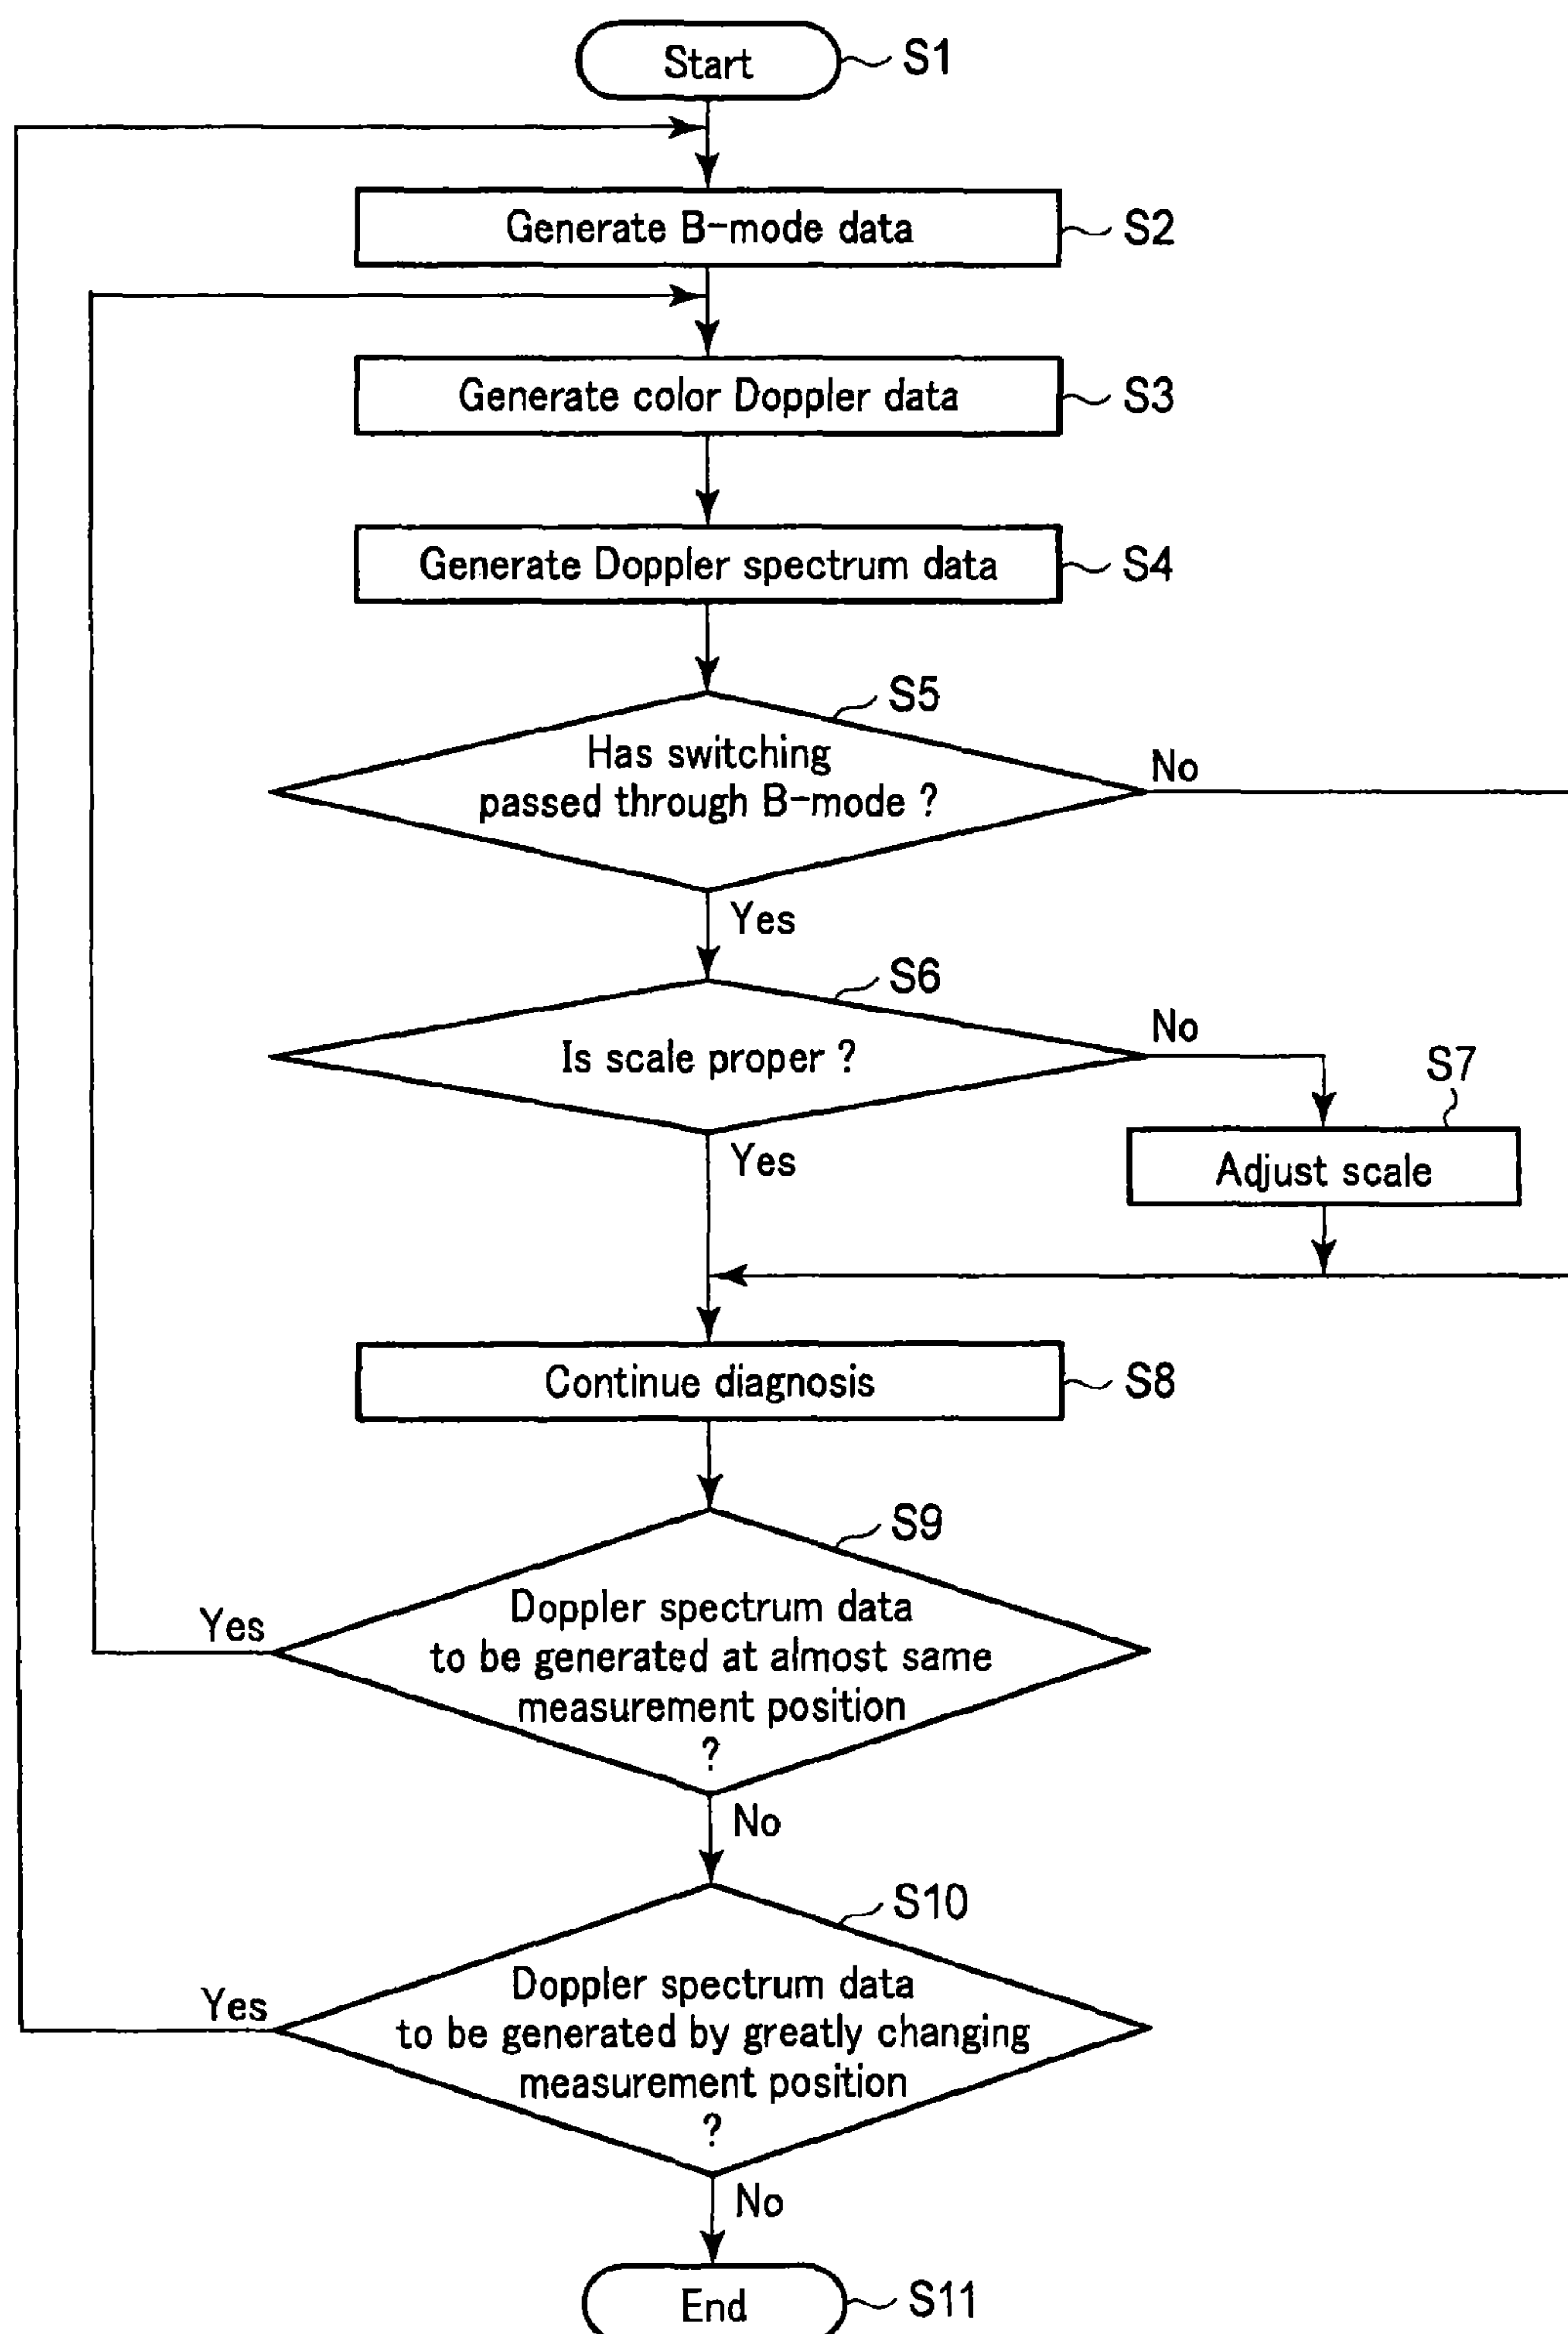 Start
S1
Generate B-mode data
S2
Generate color Doppler data
S3
Generate Doppler spectrum data
S4
S5
Has switching
passed through B-mode ?
No
Yes
S6
Is scale proper ?
No
S7
Adjust scale
Yes
Continue diagnosis
S8
S9
Doppler spectrum data
to be generated at almost same
measurement position
?
Yes
No
S10
Doppler spectrum data
to be generated by greatly changing
measurement position
?
Yes
No
End
S11